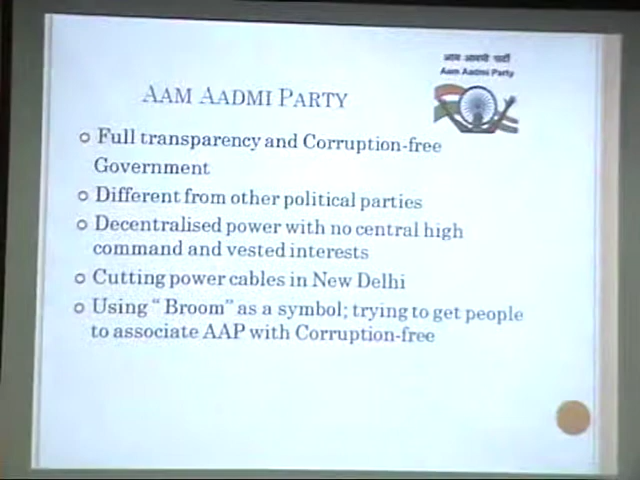 आम आदमी पार्टी
Aam Aadmi Party
AAM AADMI PARTY
Full transparency and Corruption-free
Government
Different from other political parties
Decentralised power with no central high
command and vested interests
Cutting power cables in New Delhi
Using “ Broom” as a symbol; trying to get people
to associate AAP with Corruption-free